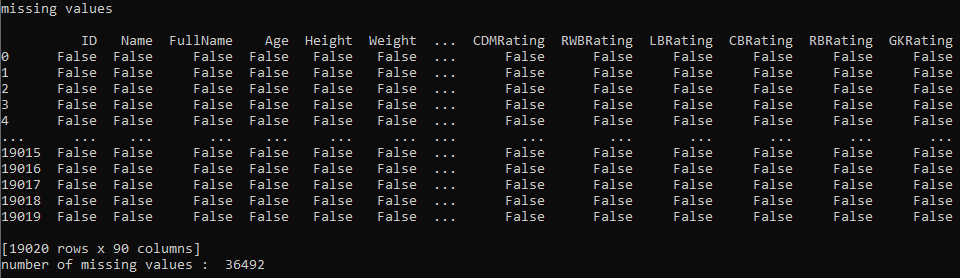 missing values
ID Name FullName Age Height Weight ... CDMRating RWBRating LBRating CBRating RBRating GKRating
0 False False False False False False ... False False False False False False
1 False False False False False False ... False False False False False False
2 False False False False False False ... False False False False False False
3 False False False False False False ... False False False False False False
4 False False False False False False ... False False False False False False
... ... ... ... ... ... ... ... ... ... ... ... ... ...
19015 False False False False False False ... False False False False False False
19016 False False False False False False ... False False False False False False
19017 False False False False False False ... False False False False False False
19018 False False False False False False ... False False False False False False
19019 False False False False False False ... False False False False False False
[19020 rows x 90 columns]
number of missing values :  36492